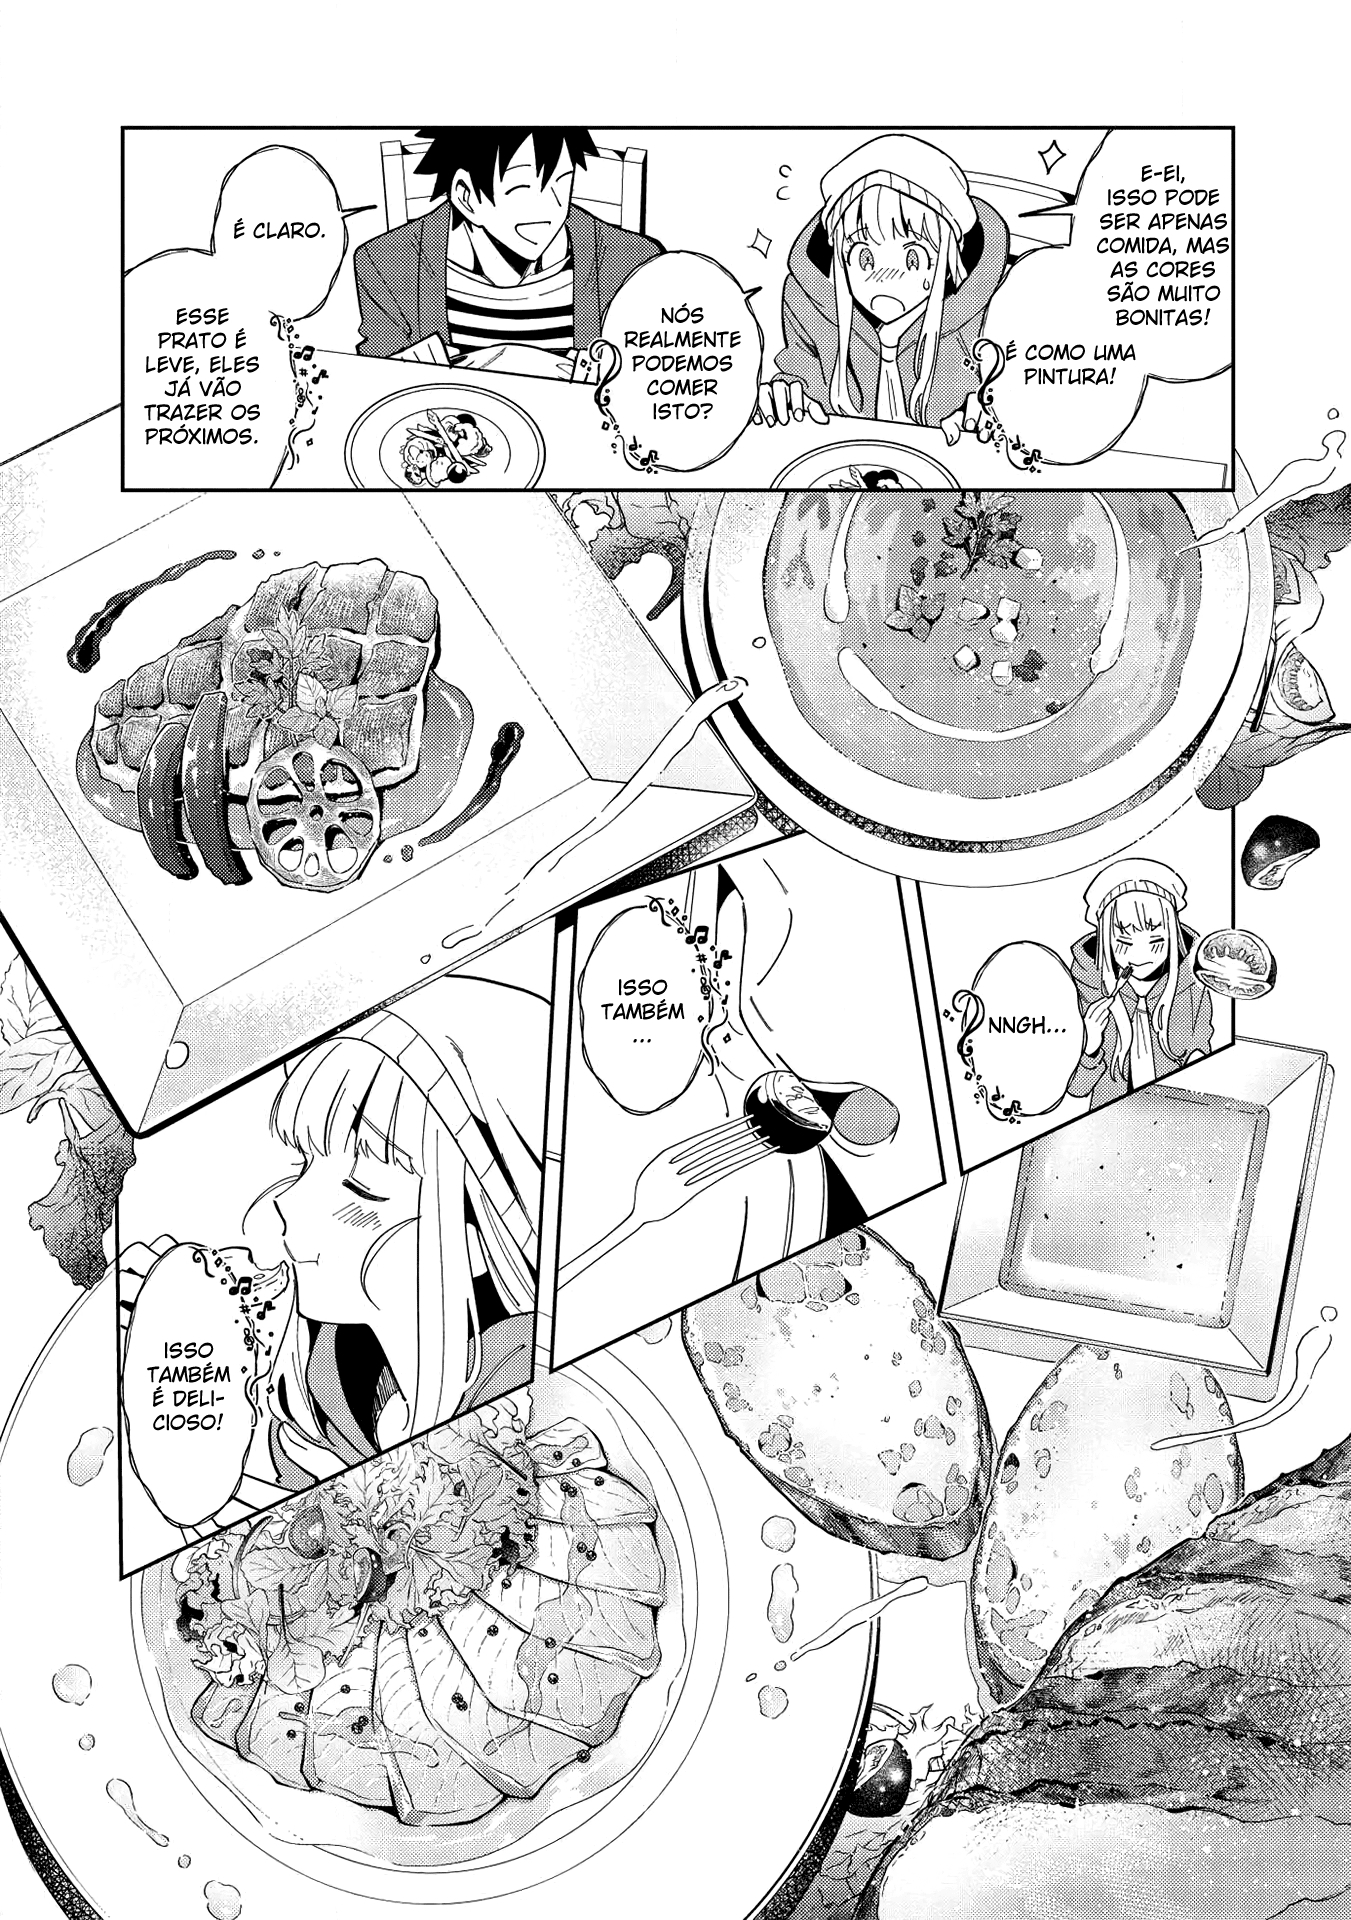 E-EI,
ISSO PODE
SER APENAS
COMIDA, MAS
AS CORES
SÃO MUITO
BONITAS!
É COMO UMA
PINTURA!
NÓS
REALMENTE
PODEMOS
COMER
ISTO?
É CLARO.
ESSE
PRATO É
LEVE, ELES
JÁ VÃO
TRAZER OS
PRÓXIMOS.
NNGH...
ISSO
TAMBÉM
...
ISSO
TAMBÉM
É DELI-
CIOSO!